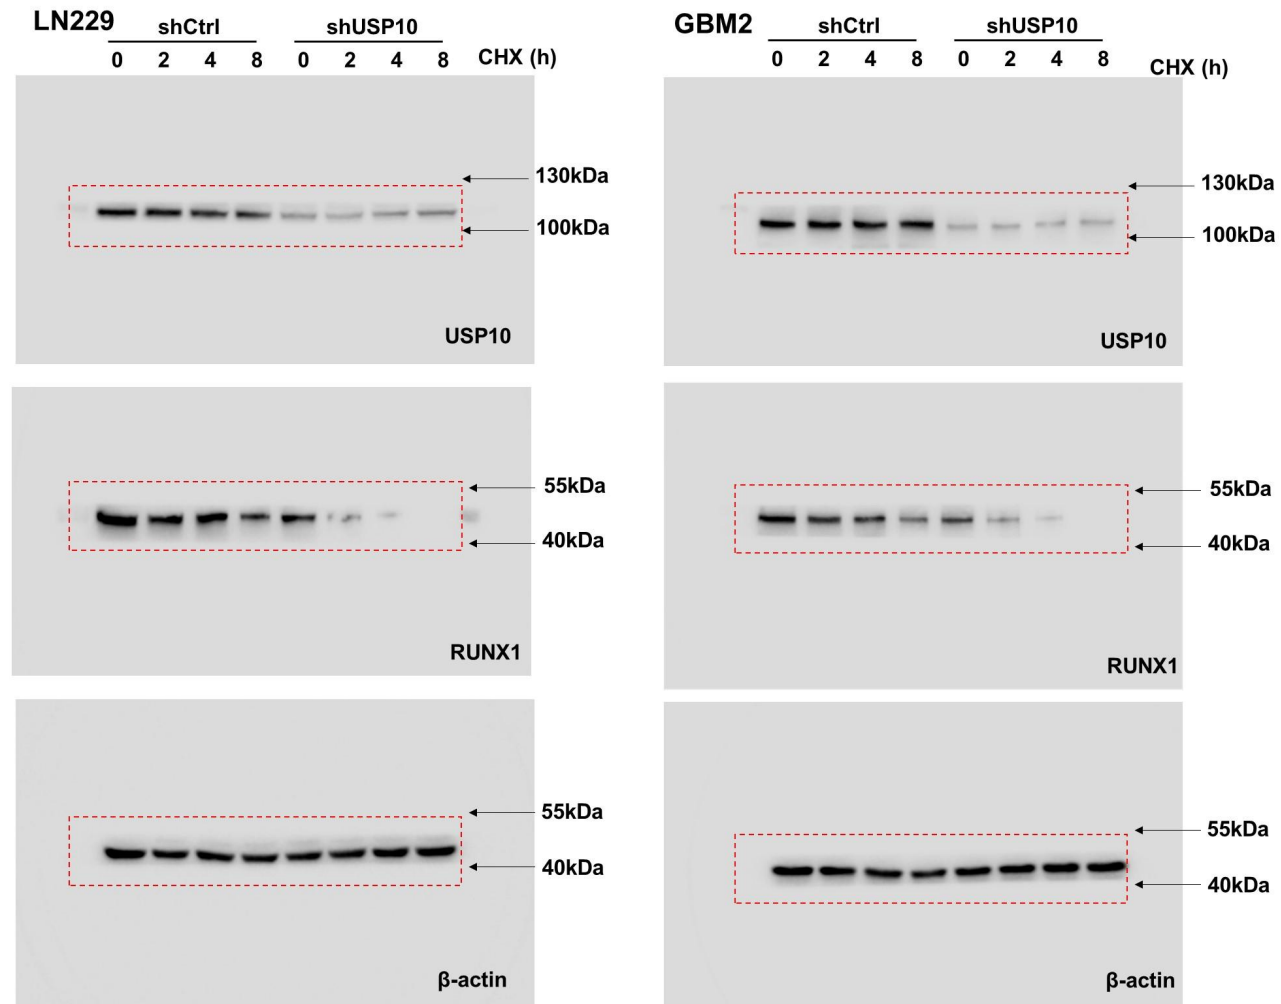 LN229
shCtrl shUSP10
0 2 4 8 0 2 4 8 CHX (h)
130kDa
100kDa
USP10
55kDa
40kDa
RUNX1
55kDa
40kDa
β-actin
GBM2
shCtrl shUSP10
0 2 4 8 0 2 4 8 CHX (h)
130kDa
100kDa
USP10
55kDa
40kDa
RUNX1
55kDa
40kDa
β-actin